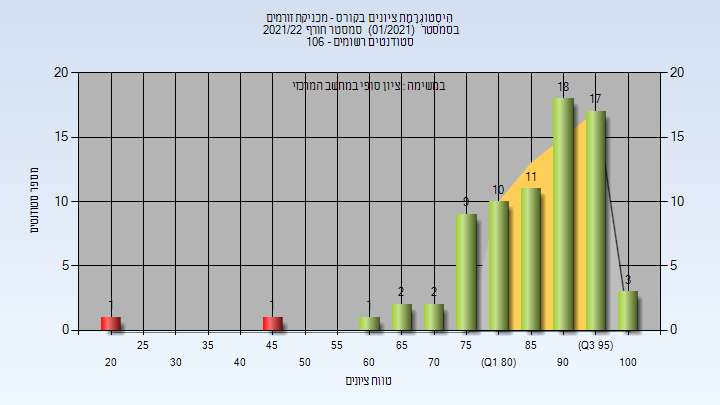 הִיסְטוֹגְרָמַת ציונים בקורס - מכניקת זורמים
בסמסטר (01/2021) סמסטר חורף 2021/22
סטודנטים רשומים - 106
במשימה : ציון סופי במחשב המרכזי
מספר סטודנטים
20 15 10 5 0
1 1 1 2 2 9 10 11 18 17 3
20 15 10 5 0
25 35 45 55 65 75 85 (Q3 95)
20 30 40 50 60 70 (Q1 80) 90 100
טווח ציונים